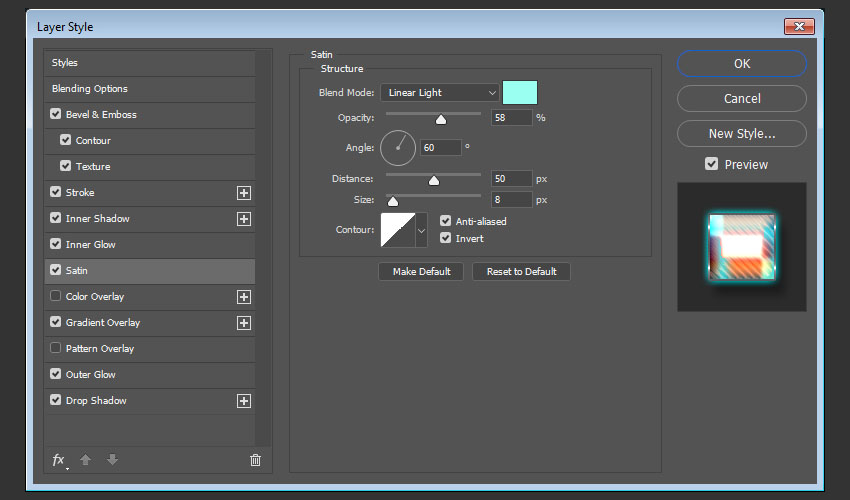 Layer Style
Styles
Blending Options
Bevel & Emboss
Contour
Texture
Stroke
Inner Shadow
Inner Glow
Satin
Color Overlay
Gradient Overlay
Pattern Overlay
Outer Glow
Drop Shadow
fx
Satin
Structure
Blend Mode: Linear Light
Opacity: 58 %
Angle: 60 °
Distance: 50 px
Size: 8 px
Contour: Anti-aliased
Invert
Make Default Reset to Default
OK
Cancel
New Style...
Preview